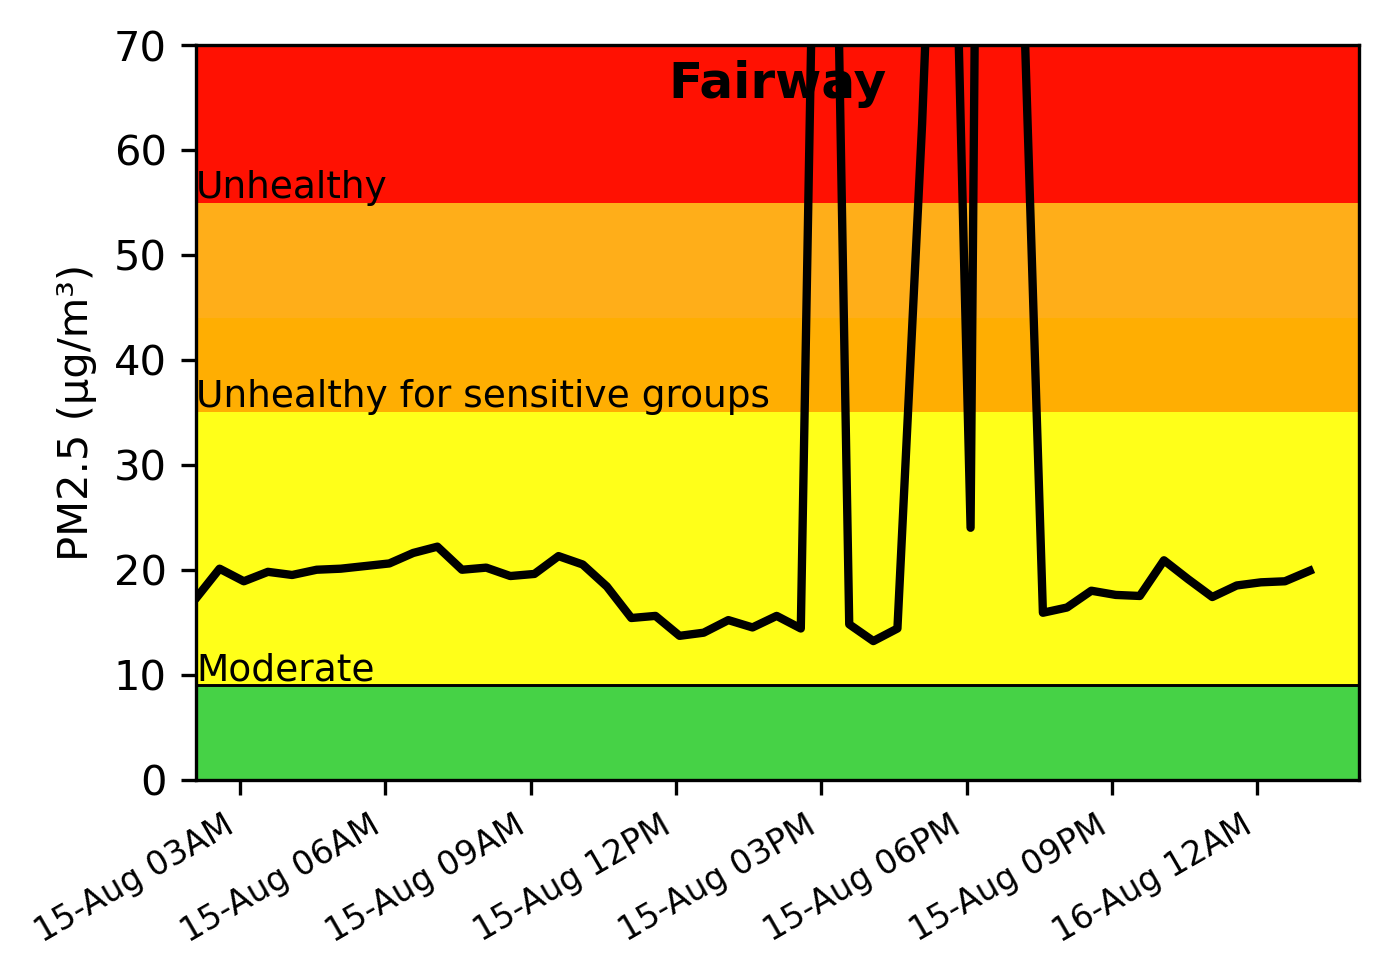 Fairway
70
60
Unhealthy
50
40
Unhealthy for sensitive groups
30
20
10
Moderate
0
PM2.5 (µg/m³)
15-Aug 03AM
15-Aug 06AM
15-Aug 09AM
15-Aug 12PM
15-Aug 03PM
15-Aug 06PM
15-Aug 09PM
16-Aug 12AM